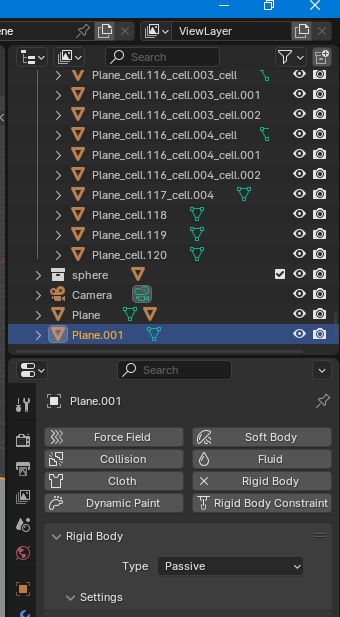 ne
ViewLayer
Search
Plane_cell.116_cell.003_cell
Plane_cell.116_cell.003_cell.001
Plane_cell.116_cell.003_cell.002
Plane_cell.116_cell.004_cell
Plane_cell.116_cell.004_cell.001
Plane_cell.116_cell.004_cell.002
Plane_cell.117_cell.004
Plane_cell.118
Plane_cell.119
Plane_cell.120
sphere
Camera
Plane
Plane.001
Search
Plane.001
Force Field Soft Body
Collision Fluid
Cloth Rigid Body
Dynamic Paint Rigid Body Constraint
Rigid Body
Type Passive
Settings